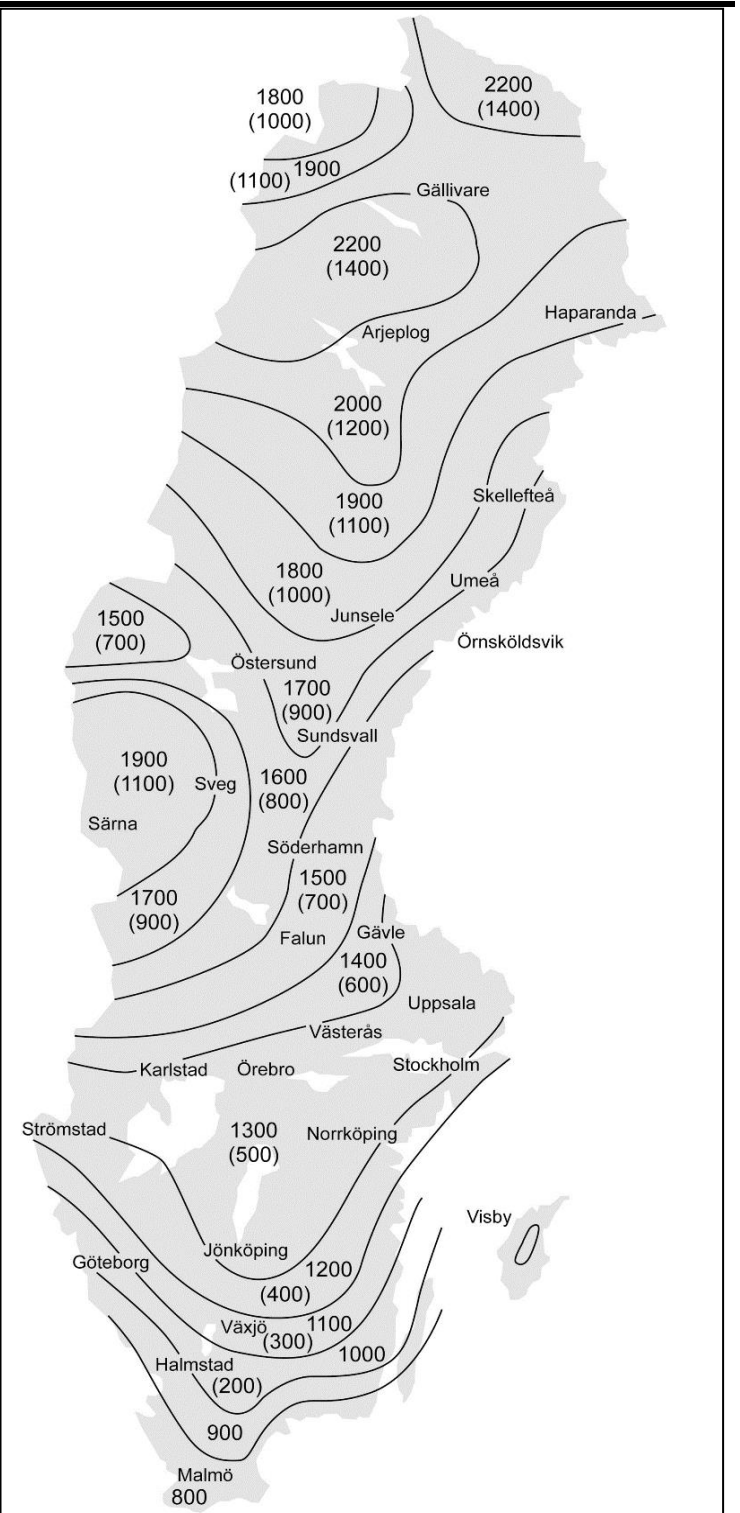 2200
(1400)
1800
(1000)
1900
(1100)
Gällivare
2200
(1400)
Haparanda
Arjeplog
2000
(1200)
Skellefteå
1900
(1100)
1800
(1000)
Umeå
Junsele
1500
(700)
Örnsköldsvik
Östersund
1700
(900)
Sundsvall
1900
(1100)
1600
(800)
Sveg
Särna
Söderhamn
1500
(700)
1700
(900)
Falun
Gävle
1400
(600)
Uppsala
Västerås
Karlstad
Örebro
Stockholm
Strömstad
1300
(500)
Norrköping
Visby
Jönköping
Göteborg
1200
(400)
Växjö
1100
(300)
1000
Halmstad
(200)
900
Malmö
800